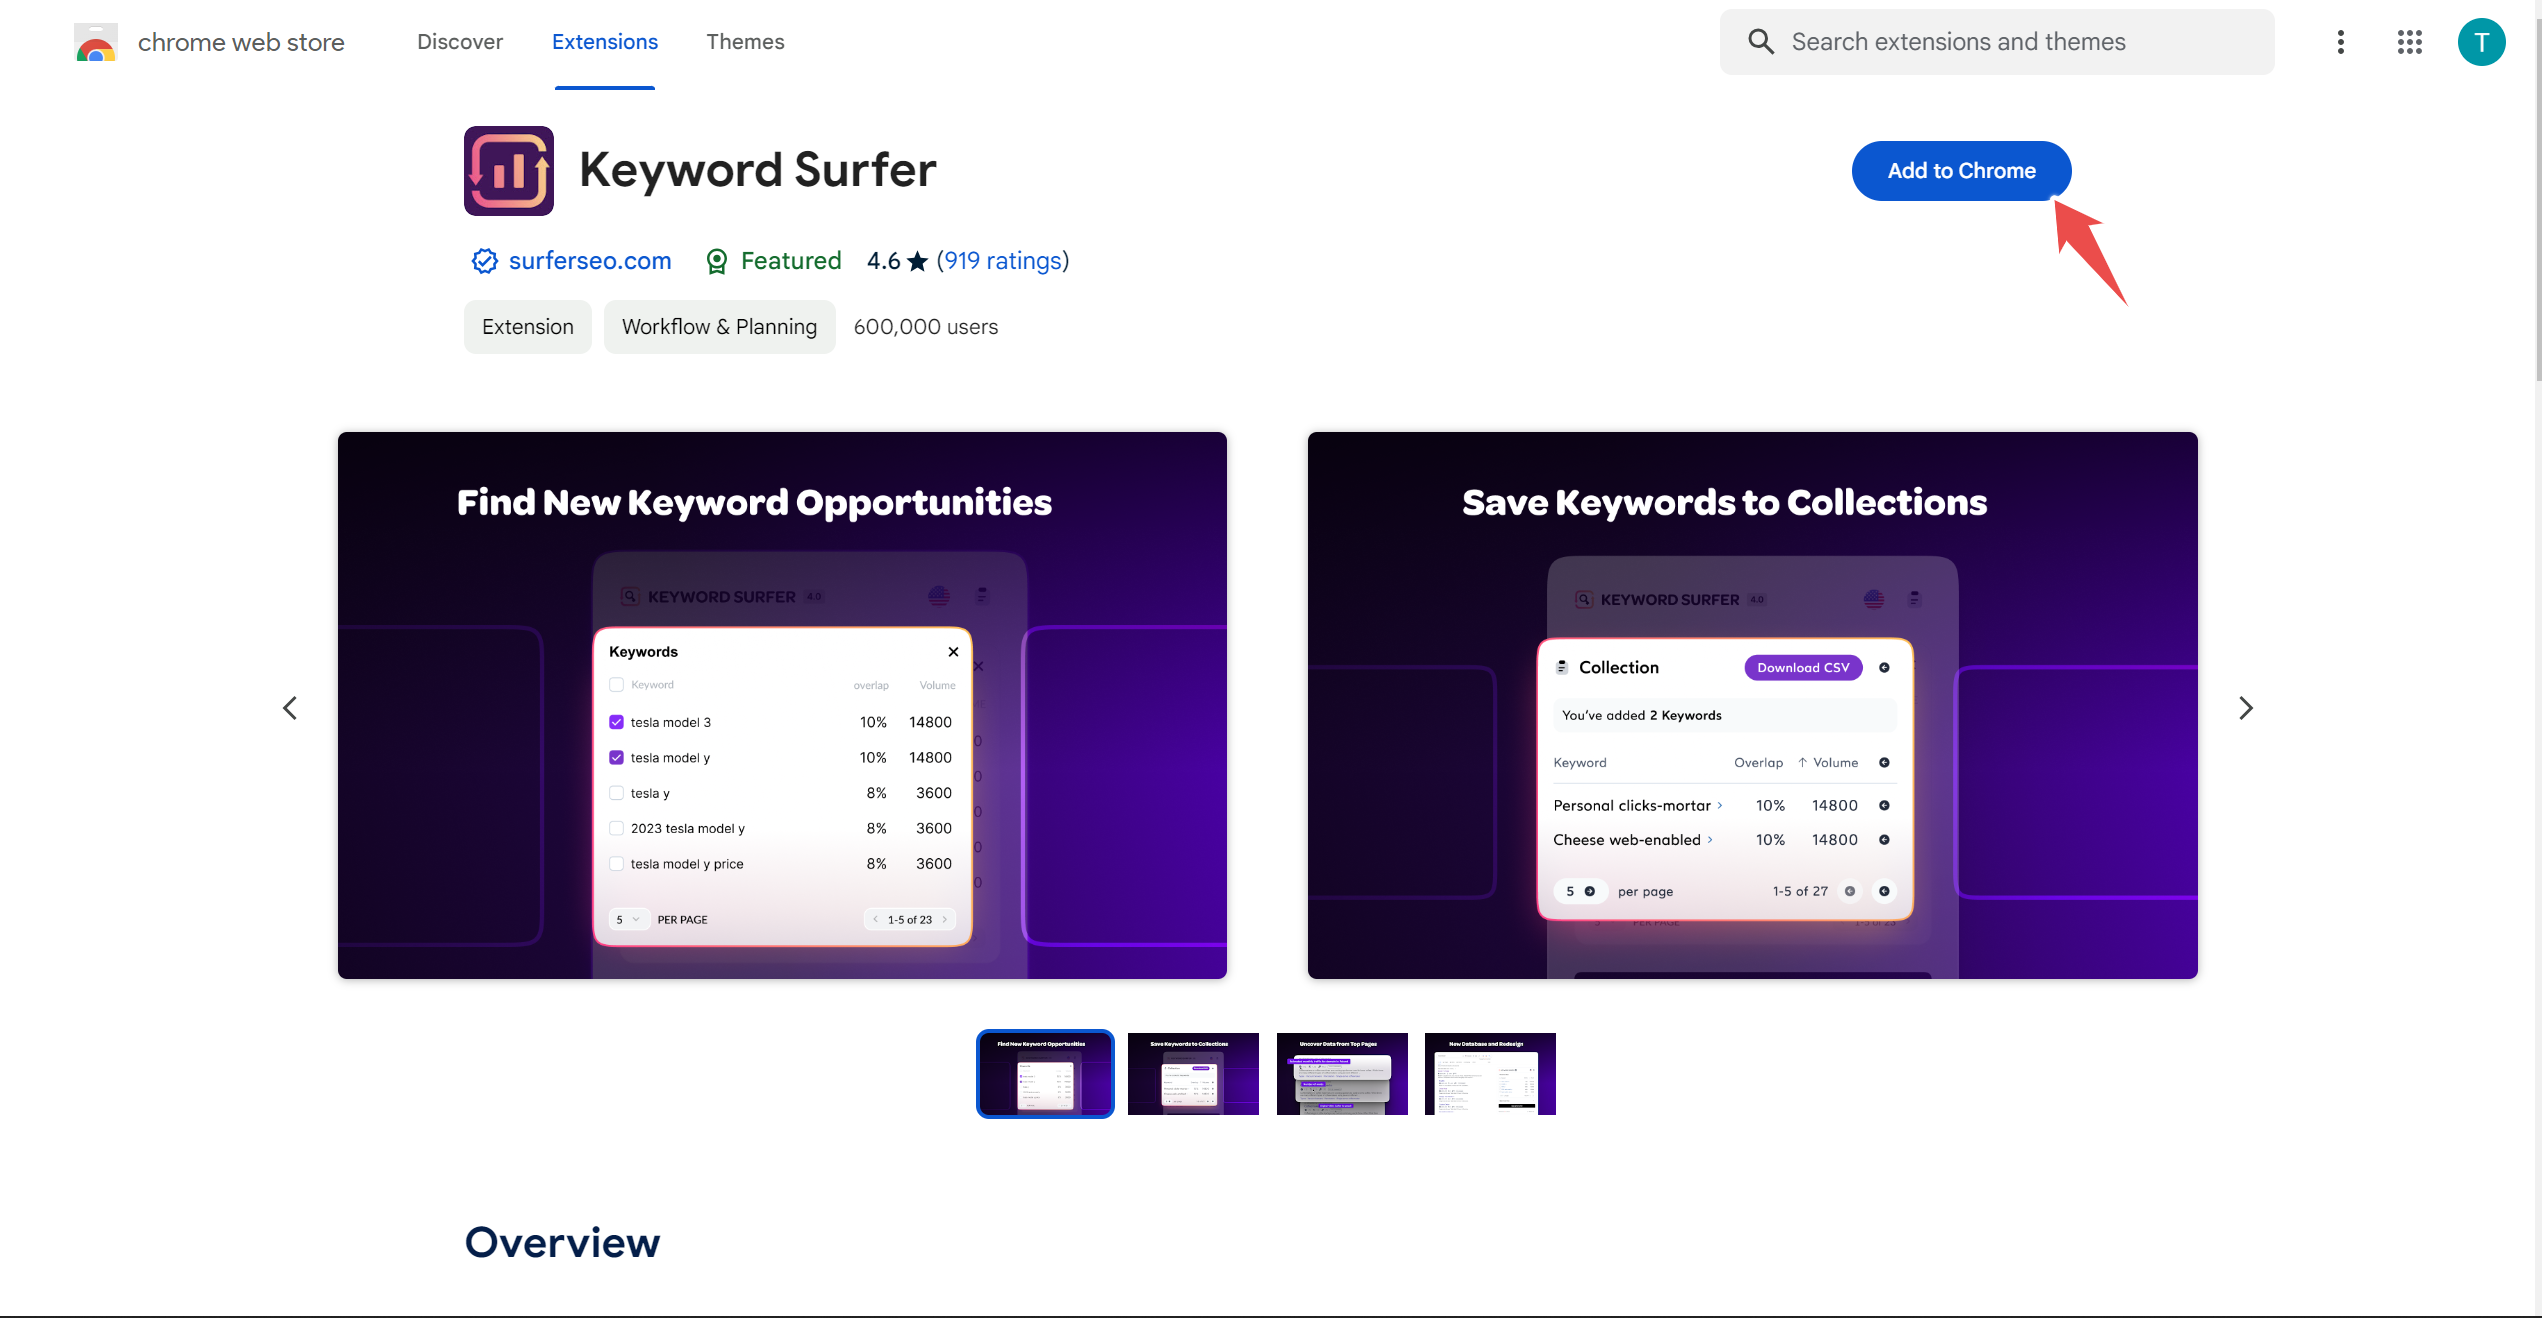 chrome web store
Discover
Extensions
Themes
Search extensions and themes
T
Keyword Surfer
Add to Chrome
surferseo.com
Featured
4.6 ★ (919 ratings)
Extension
Workflow & Planning
600,000 users
Find New Keyword Opportunities
KEYWORD SURFER 4.0
Keywords
Keyword overlap Volume
tesla model 3 10% 14800
tesla model y 10% 14800
tesla y 8% 3600
2023 tesla model y 8% 3600
tesla model y price 8% 3600
5 PER PAGE 1-5 of 23
Save Keywords to Collections
KEYWORD SURFER 4.0
Collection Download CSV
You've added 2 Keywords
Keyword Overlap ↑ Volume
Personal clicks-mortar > 10% 14800
Cheese web-enabled > 10% 14800
5 per page 1-5 of 27
Find New Keyword Opportunities
Save Keywords to Collections
Uncover Data from Top Pages
New Database and Redesign
Overview